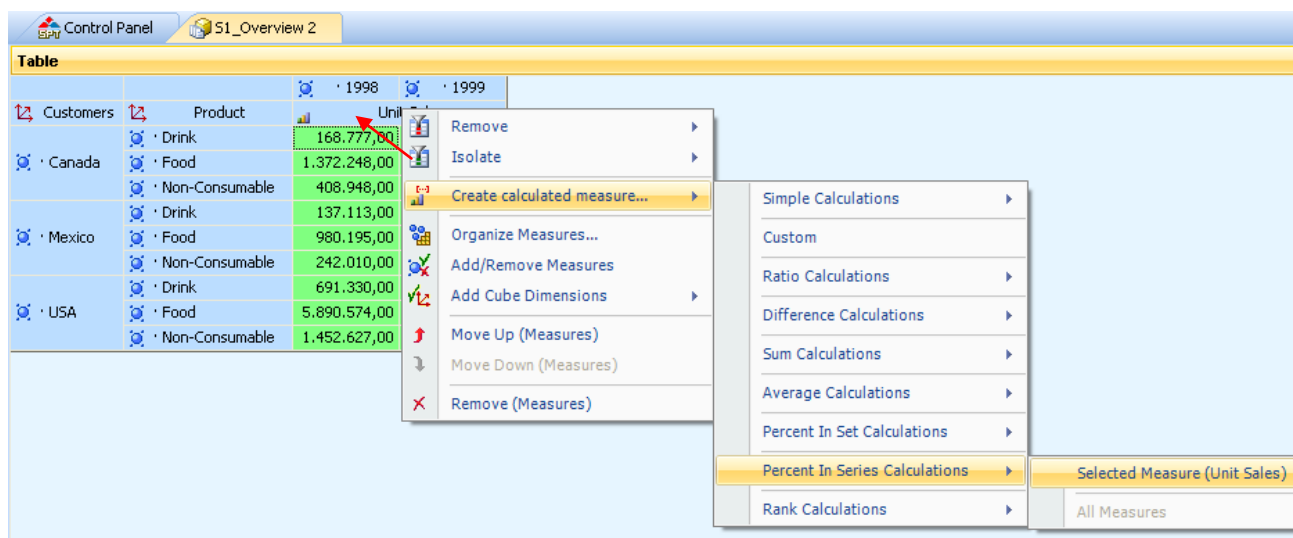 Control Panel S1_Overview 2
Table
· 1998 · 1999
Customers Product
· Canada · Drink 168.777,00
· Food 1.372.248,00
· Non-Consumable 408.948,00
· Mexico · Drink 137.113,00
· Food 980.195,00
· Non-Consumable 242.010,00
· USA · Drink 691.330,00
· Food 5.890.574,00
· Non-Consumable 1.452.627,00
Remove
Isolate
Create calculated measure...
Organize Measures...
Add/Remove Measures
Add Cube Dimensions
Move Up (Measures)
Move Down (Measures)
Remove (Measures)
Simple Calculations
Custom
Ratio Calculations
Difference Calculations
Sum Calculations
Average Calculations
Percent In Set Calculations
Percent In Series Calculations
Rank Calculations
Selected Measure (Unit Sales)
All Measures